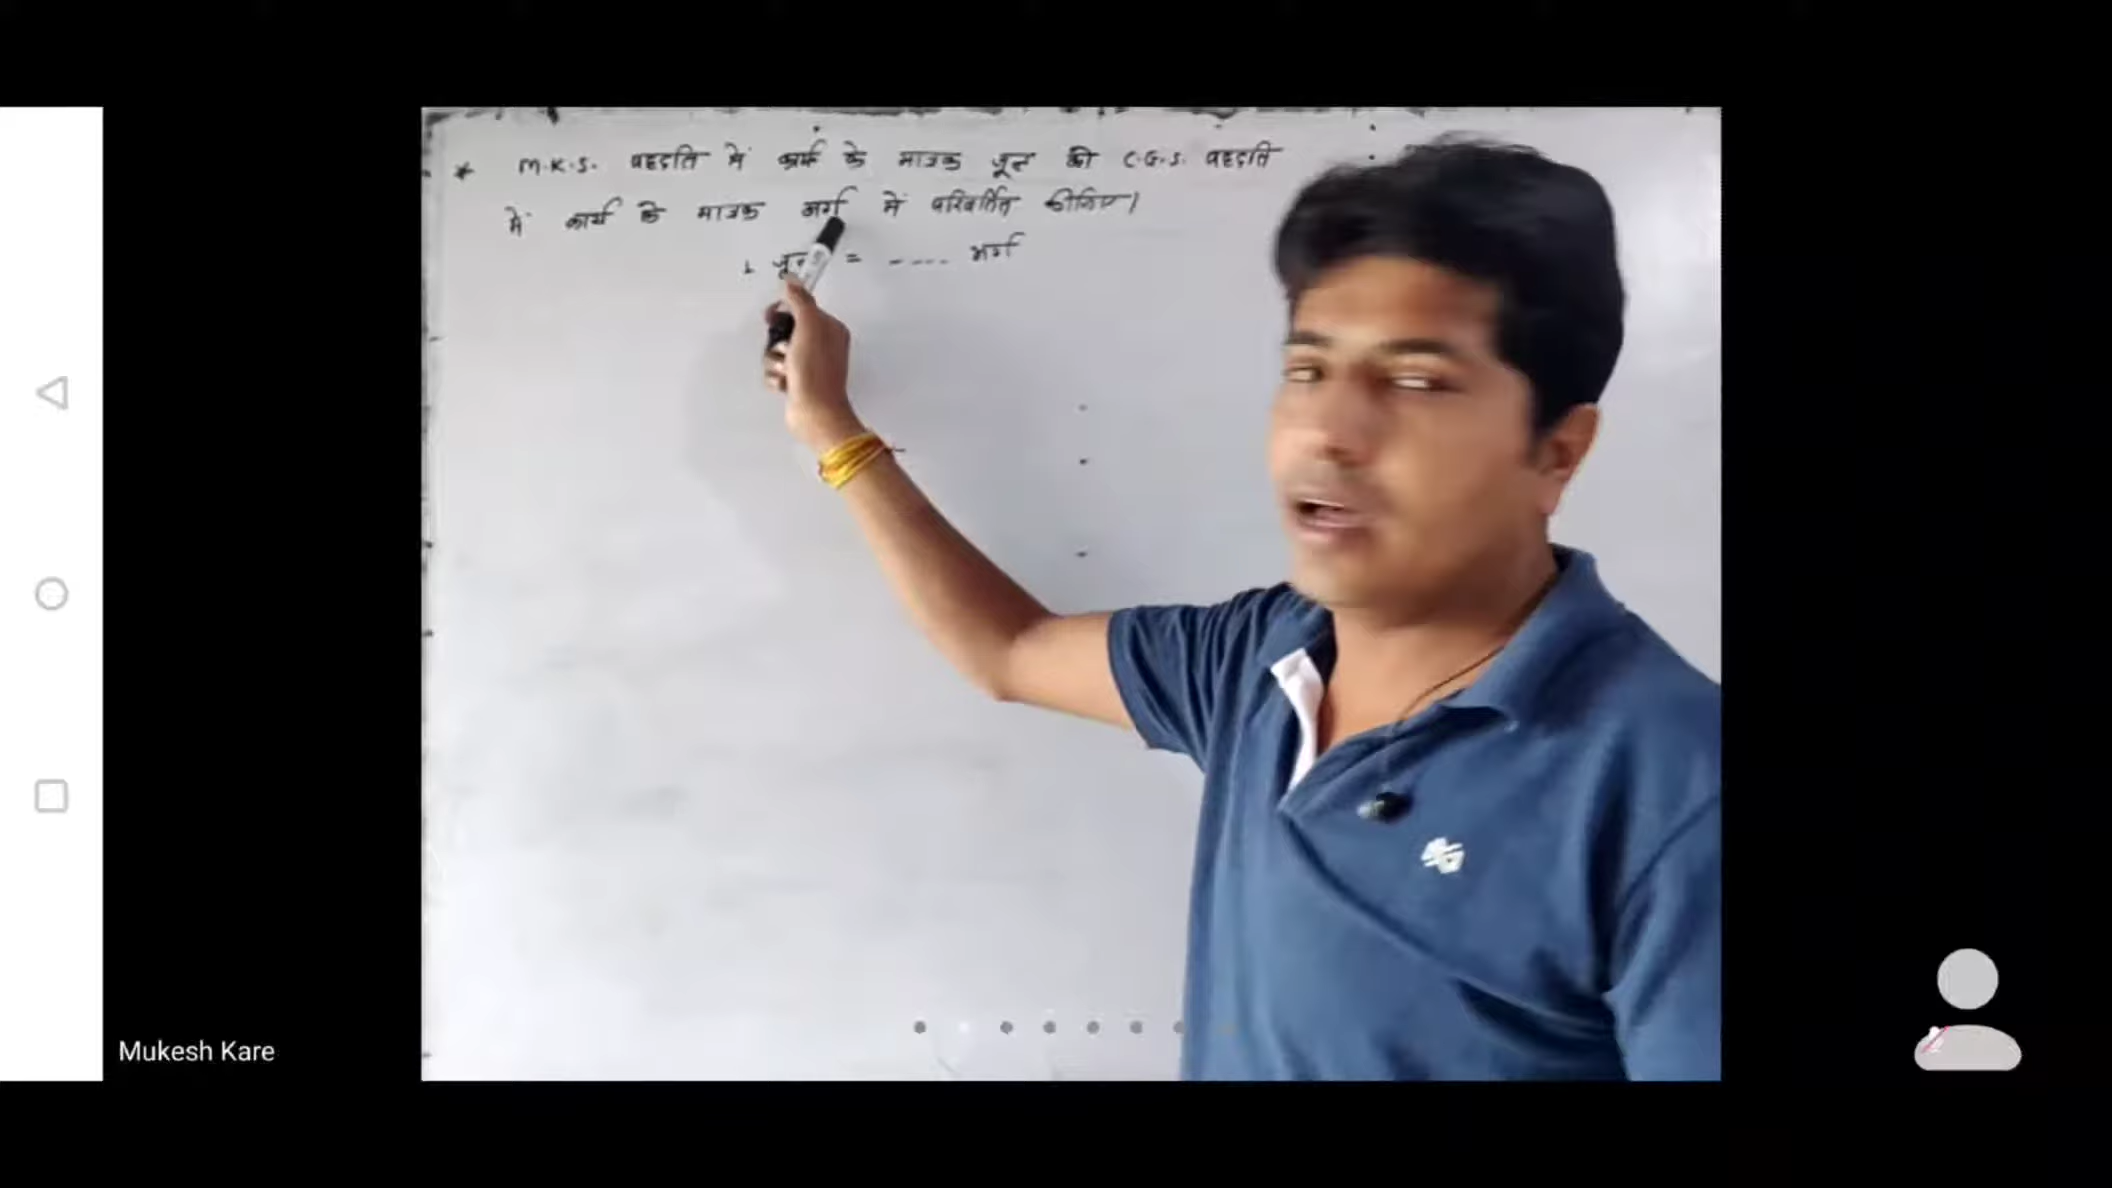 * M.K.S. पद्धति में कार्य के मात्रक जूल को C.G.S. पद्धति
में कार्य के मात्रक अर्ग में परिवर्तित कीजिए।
1 जूल = ---- अर्ग
Mukesh Kare